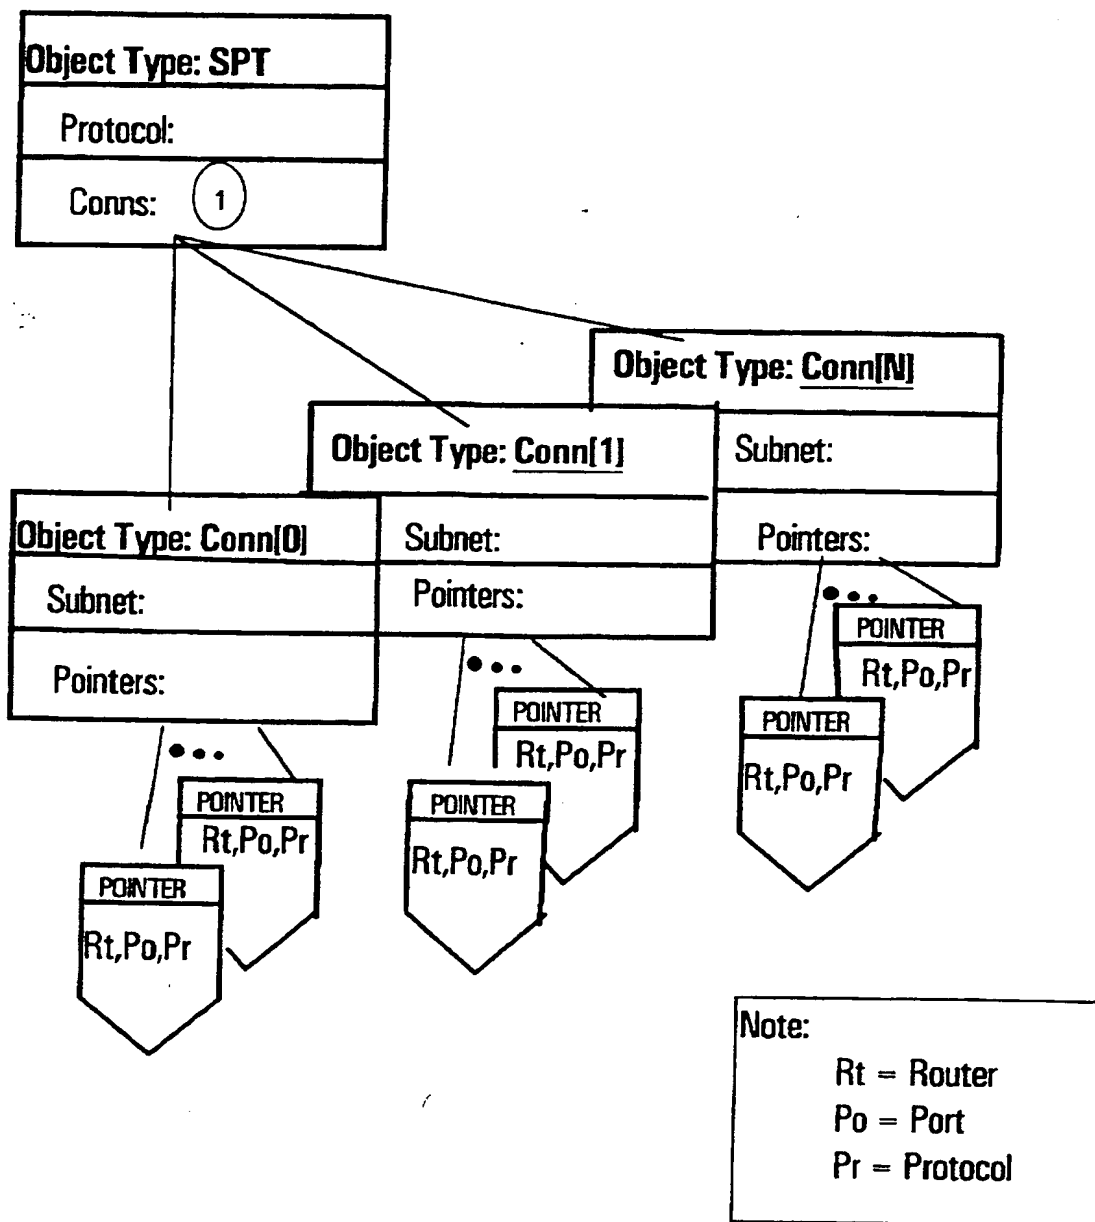 Object Type: SPT
Protocol:
Conns: 1
Object Type: Conn[N]
Subnet:
Pointers:
Object Type: Conn[1]
Subnet:
Pointers:
Object Type: Conn[0]
Subnet:
Pointers:
POINTER
Rt,Po,Pr
POINTER
Rt,Po,Pr
POINTER
Rt,Po,Pr
POINTER
Rt,Po,Pr
POINTER
Rt,Po,Pr
POINTER
Rt,Po,Pr
Note:
Rt = Router
Po = Port
Pr = Protocol